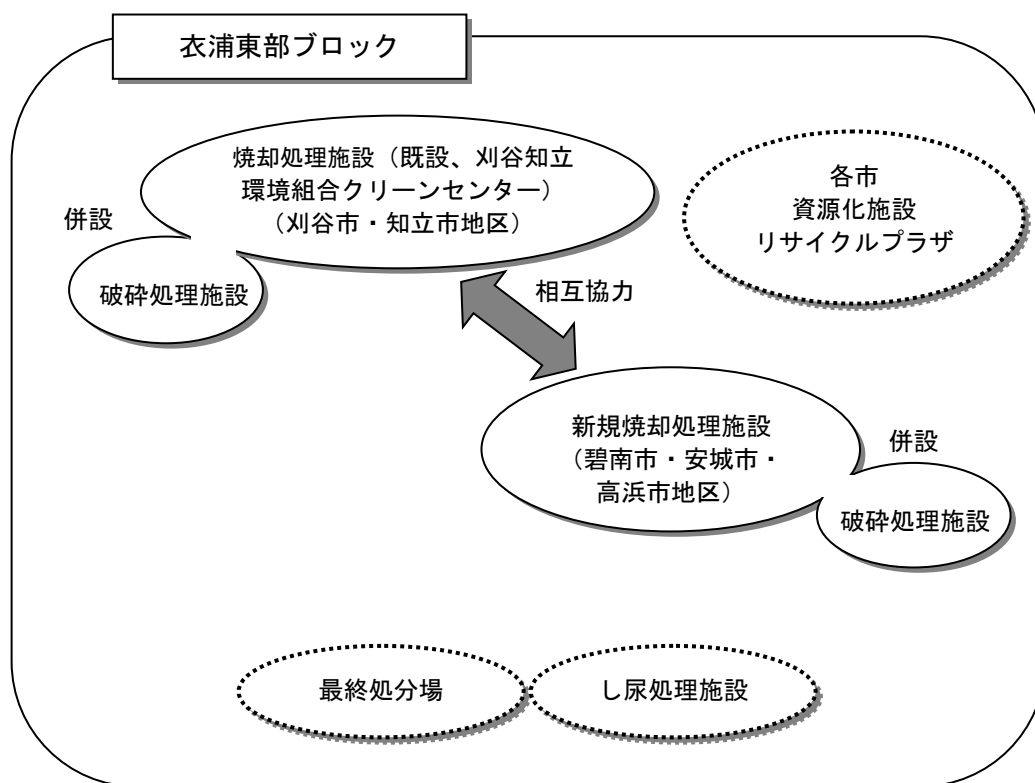 衣浦東部ブロック
焼却処理施設（既設、刈谷知立
環境組合クリーンセンター）
（刈谷市・知立市地区）
併設
破砕処理施設
各市
資源化施設
リサイクルプラザ
相互協力
新規焼却処理施設
（碧南市・安城市・
高浜市地区）
併設
破砕処理施設
最終処分場
し尿処理施設